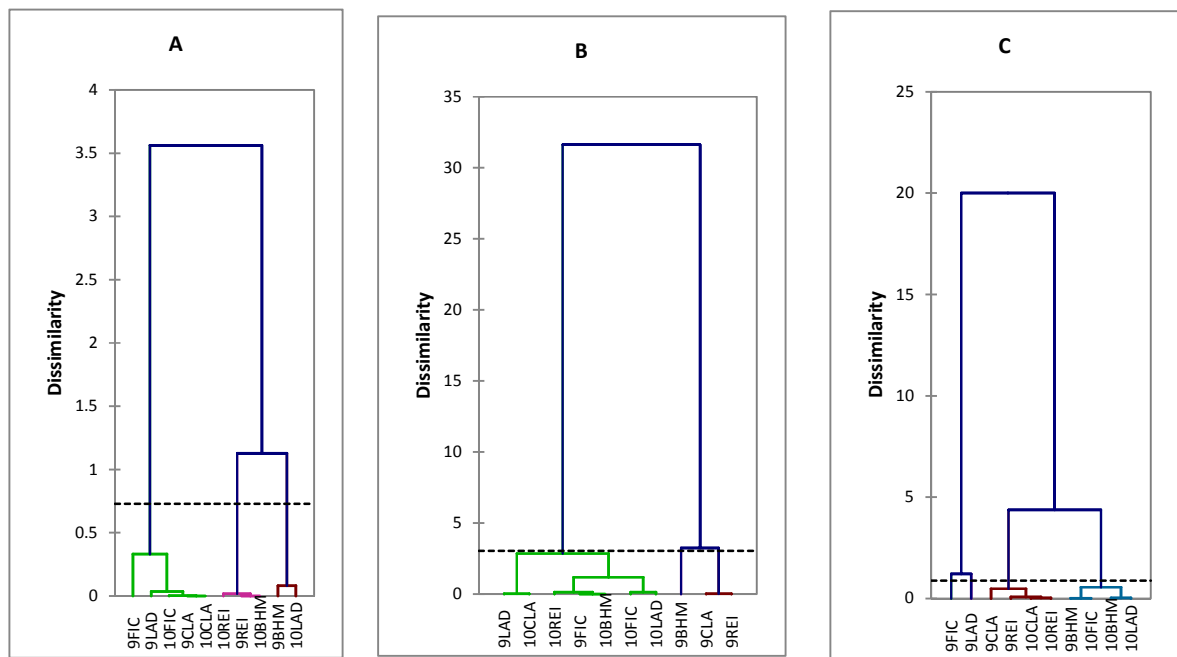 A
Dissimilarity
4
3.5
3
2.5
2
1.5
1
0.5
0
9FIC
9LAD
10FIC
9CLA
10CLA
10REI
9REI
10BHM
9BHM
10LAD
B
Dissimilarity
35
30
25
20
15
10
5
0
9LAD
10CLA
10REI
9FIC
10BHM
10FIC
10LAD
9BHM
9CLA
9REI
C
Dissimilarity
25
20
15
10
5
0
9FIC
9LAD
9CLA
9REI
10CLA
10REI
9BHM
10FIC
10BHM
10LAD